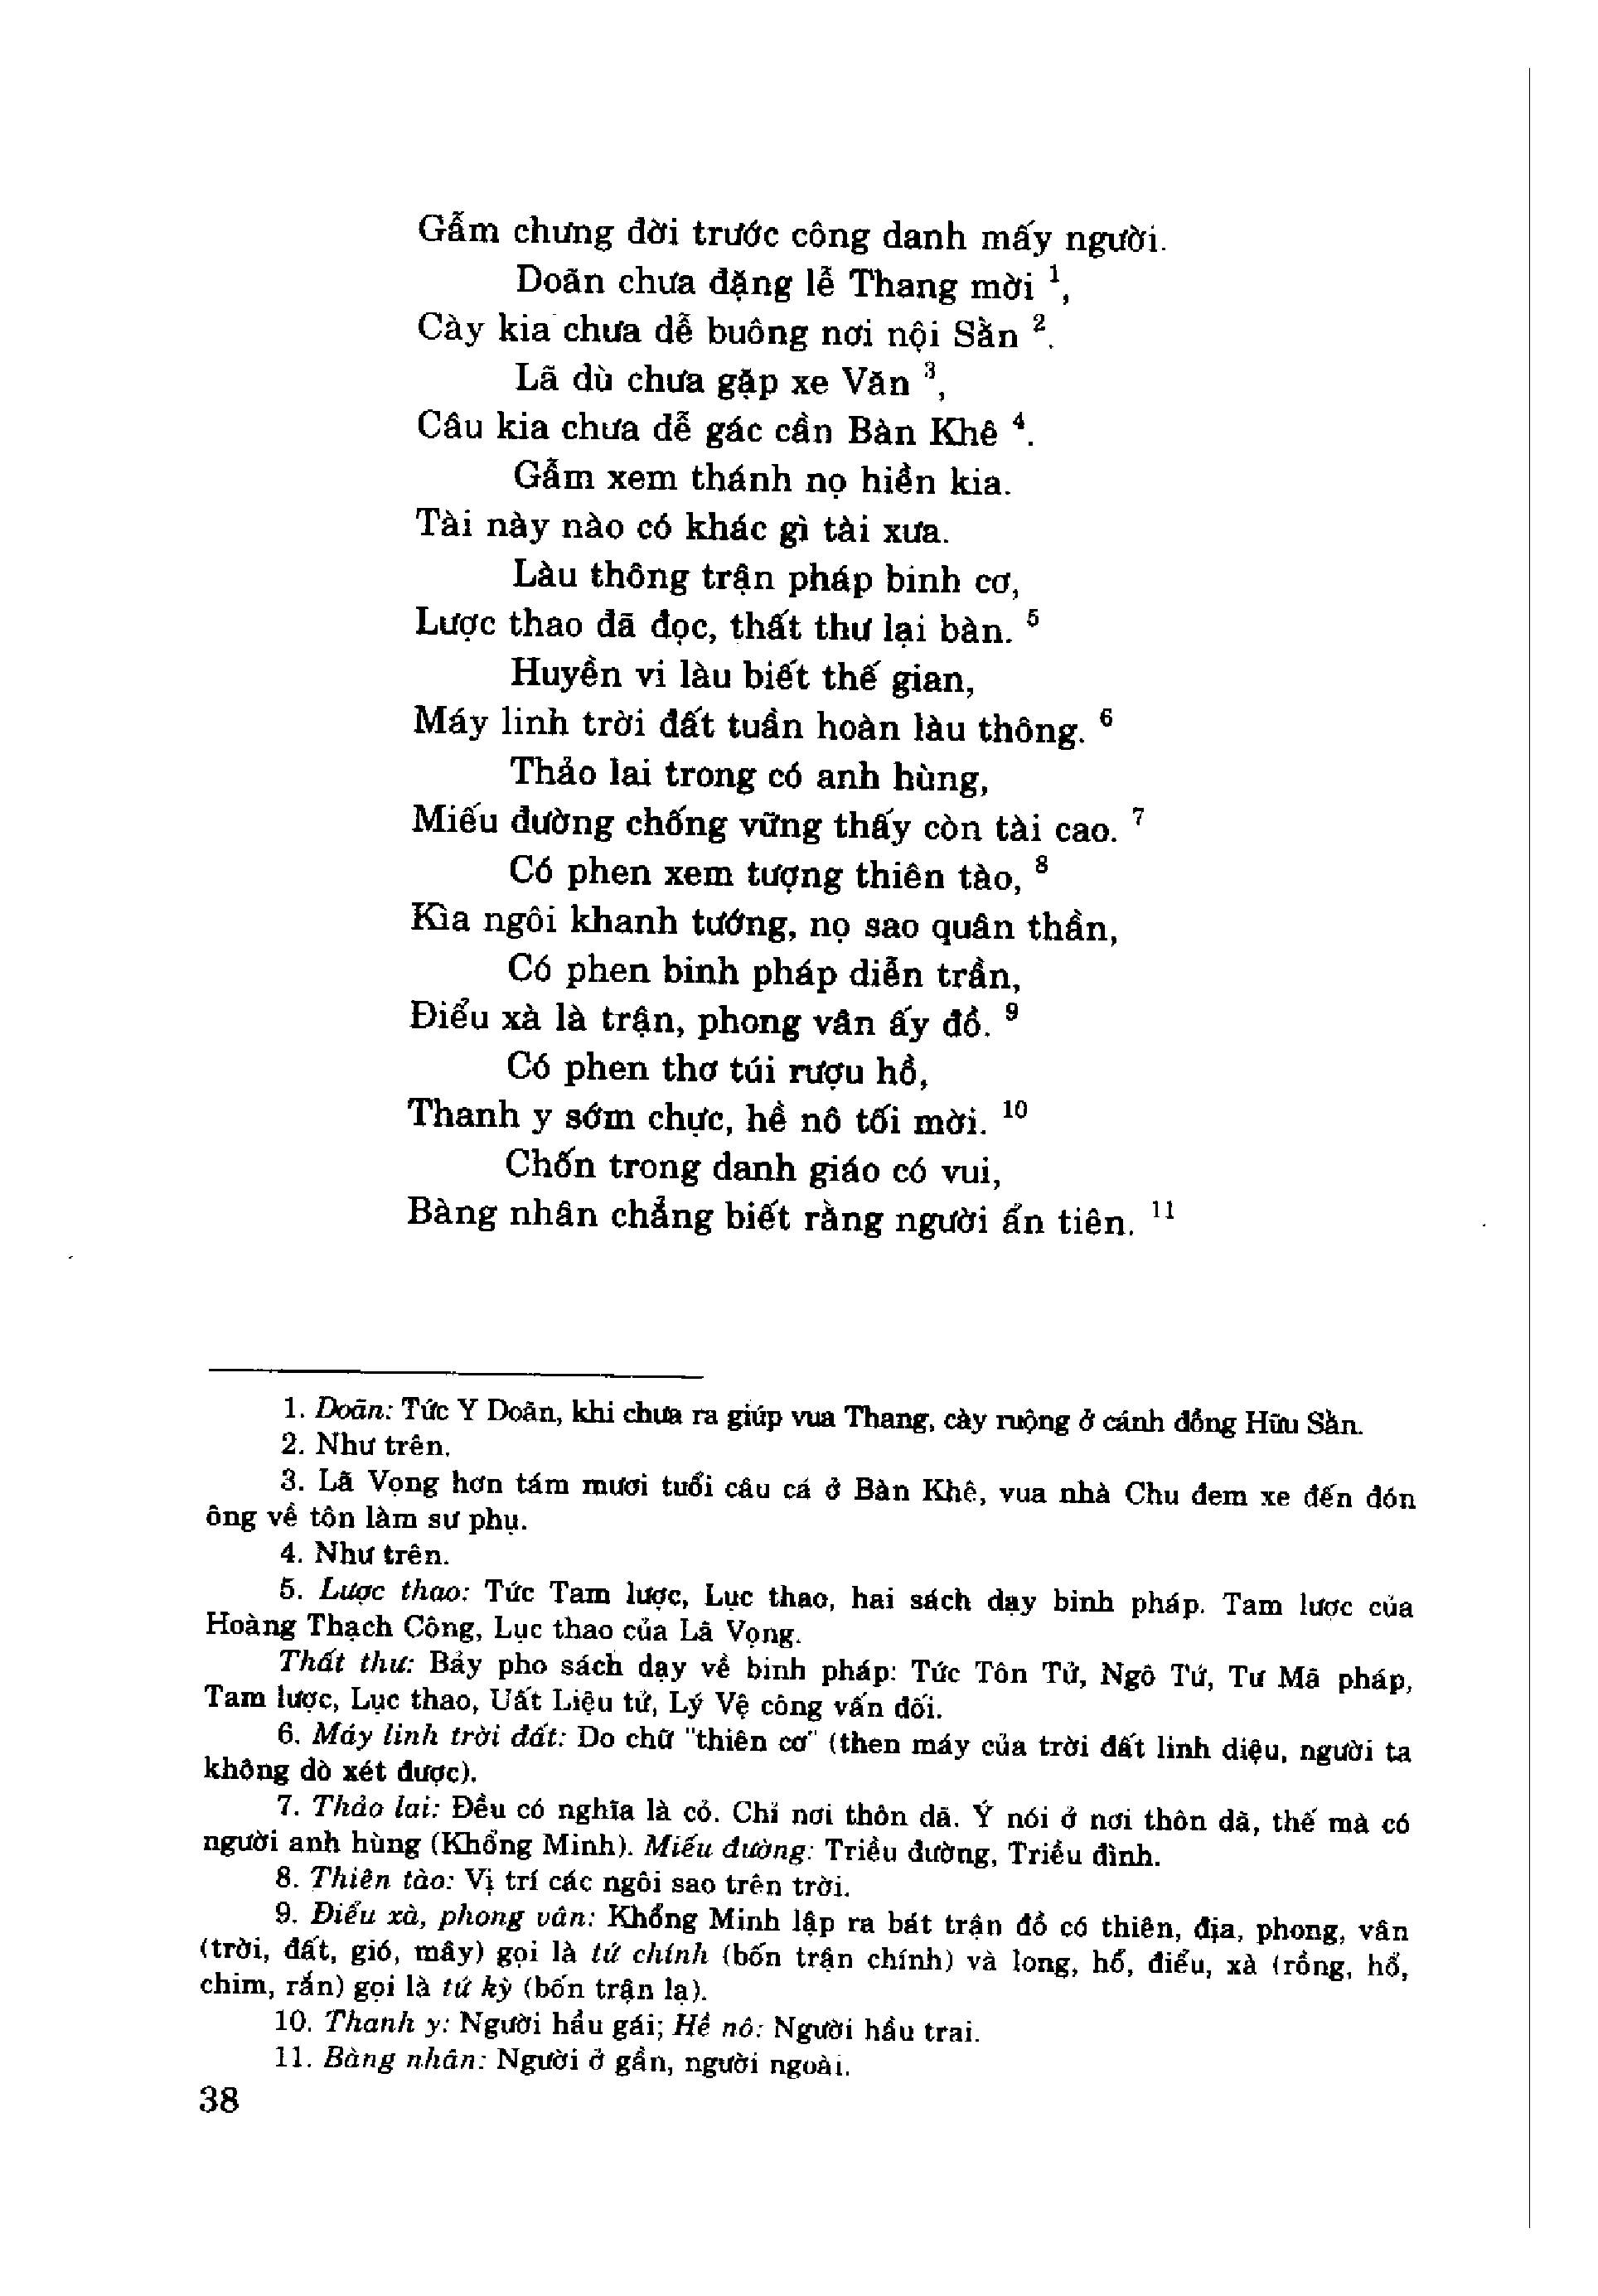 Gẫm chưng đời trước công danh mấy người.
Doãn chưa đặng lễ Thang mời ¹,
Cày kia chưa dễ buông nơi nội Sằn ².
Lã dù chưa gặp xe Văn ³,
Câu kia chưa dễ gác cần Bàn Khê ⁴.
Gẫm xem thánh nọ hiền kia.
Tài này nào có khác gì tài xưa.
Làu thông trận pháp binh cơ,
Lược thao đã đọc, thất thư lại bàn. ⁵
Huyền vi làu biết thế gian,
Máy linh trời đất tuần hoàn làu thông. ⁶
Thảo lai trong có anh hùng,
Miếu đường chống vững thấy còn tài cao. ⁷
Có phen xem tượng thiên tào, ⁸
Kìa ngôi khanh tướng, nọ sao quân thần,
Có phen binh pháp diễn trần,
Điểu xà là trận, phong vân ấy đồ. ⁹
Có phen thơ túi rượu hồ,
Thanh y sớm chực, hề nô tối mời. ¹⁰
Chốn trong danh giáo có vui,
Bàng nhân chẳng biết rằng người ẩn tiên. ¹¹
1. Doãn: Tức Y Doãn, khi chưa ra giúp vua Thang, cày ruộng ở cánh đồng Hữu Sằn.
2. Như trên.
3. Lã Vọng hơn tám mươi tuổi câu cá ở Bàn Khê, vua nhà Chu đem xe đến đón
ông về tôn làm sư phụ.
4. Như trên.
5. Lược thao: Tức Tam lược, Lục thao, hai sách dạy binh pháp. Tam lược của
Hoàng Thạch Công, Lục thao của Lã Vọng.
Thất thư: Bảy pho sách dạy về binh pháp: Tức Tôn Tử, Ngô Tứ, Tư Mã pháp,
Tam lược, Lục thao, Uất Liệu tử, Lý Vệ công vấn đối.
6. Máy linh trời đất: Do chữ "thiên cơ" (then máy của trời đất linh diệu, người ta
không dò xét được).
7. Thảo lai: Đều có nghĩa là cỏ. Chỉ nơi thôn dã. Ý nói ở nơi thôn dã, thế mà có
người anh hùng (Khổng Minh). Miếu đường: Triều đường, Triều đình.
8. Thiên tào: Vị trí các ngôi sao trên trời.
9. Điểu xà, phong vân: Khổng Minh lập ra bát trận đồ có thiên, địa, phong, vân
(trời, đất, gió, mây) gọi là tứ chính (bốn trận chính) và long, hổ, điểu, xà (rồng, hổ,
chim, rắn) gọi là tứ kỳ (bốn trận lạ).
10. Thanh y: Người hầu gái; Hề nô: Người hầu trai.
11. Bàng nhân: Người ở gần, người ngoài.
38